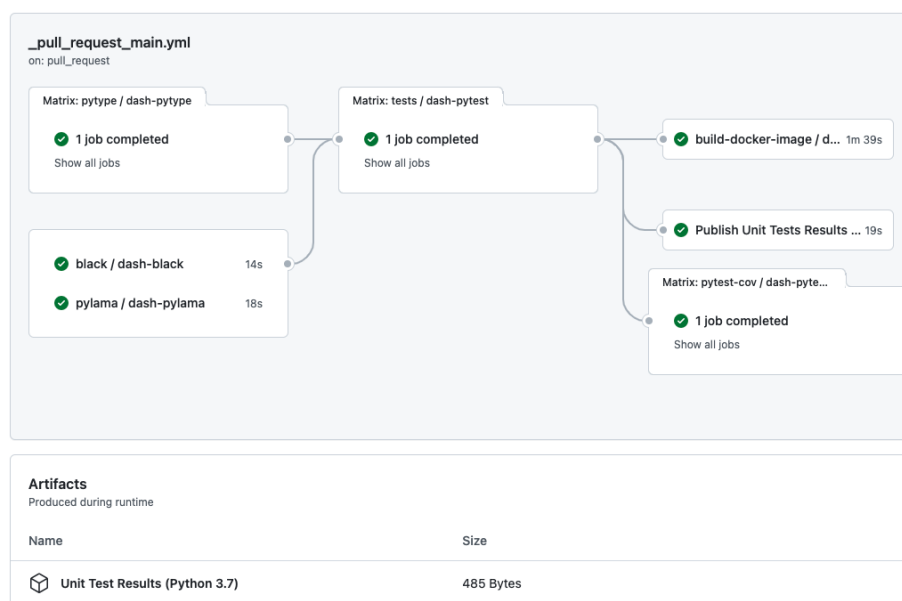 _pull_request_main.yml
on: pull_request
Matrix: pytype / dash-pytype
1 job completed
Show all jobs
black / dash-black 14s
pylama / dash-pylama 18s
Matrix: tests / dash-pytest
1 job completed
Show all jobs
build-docker-image / d... 1m 39s
Publish Unit Tests Results ... 19s
Matrix: pytest-cov / dash-pyte...
1 job completed
Show all jobs
Artifacts
Produced during runtime
Name Size
Unit Test Results (Python 3.7) 485 Bytes